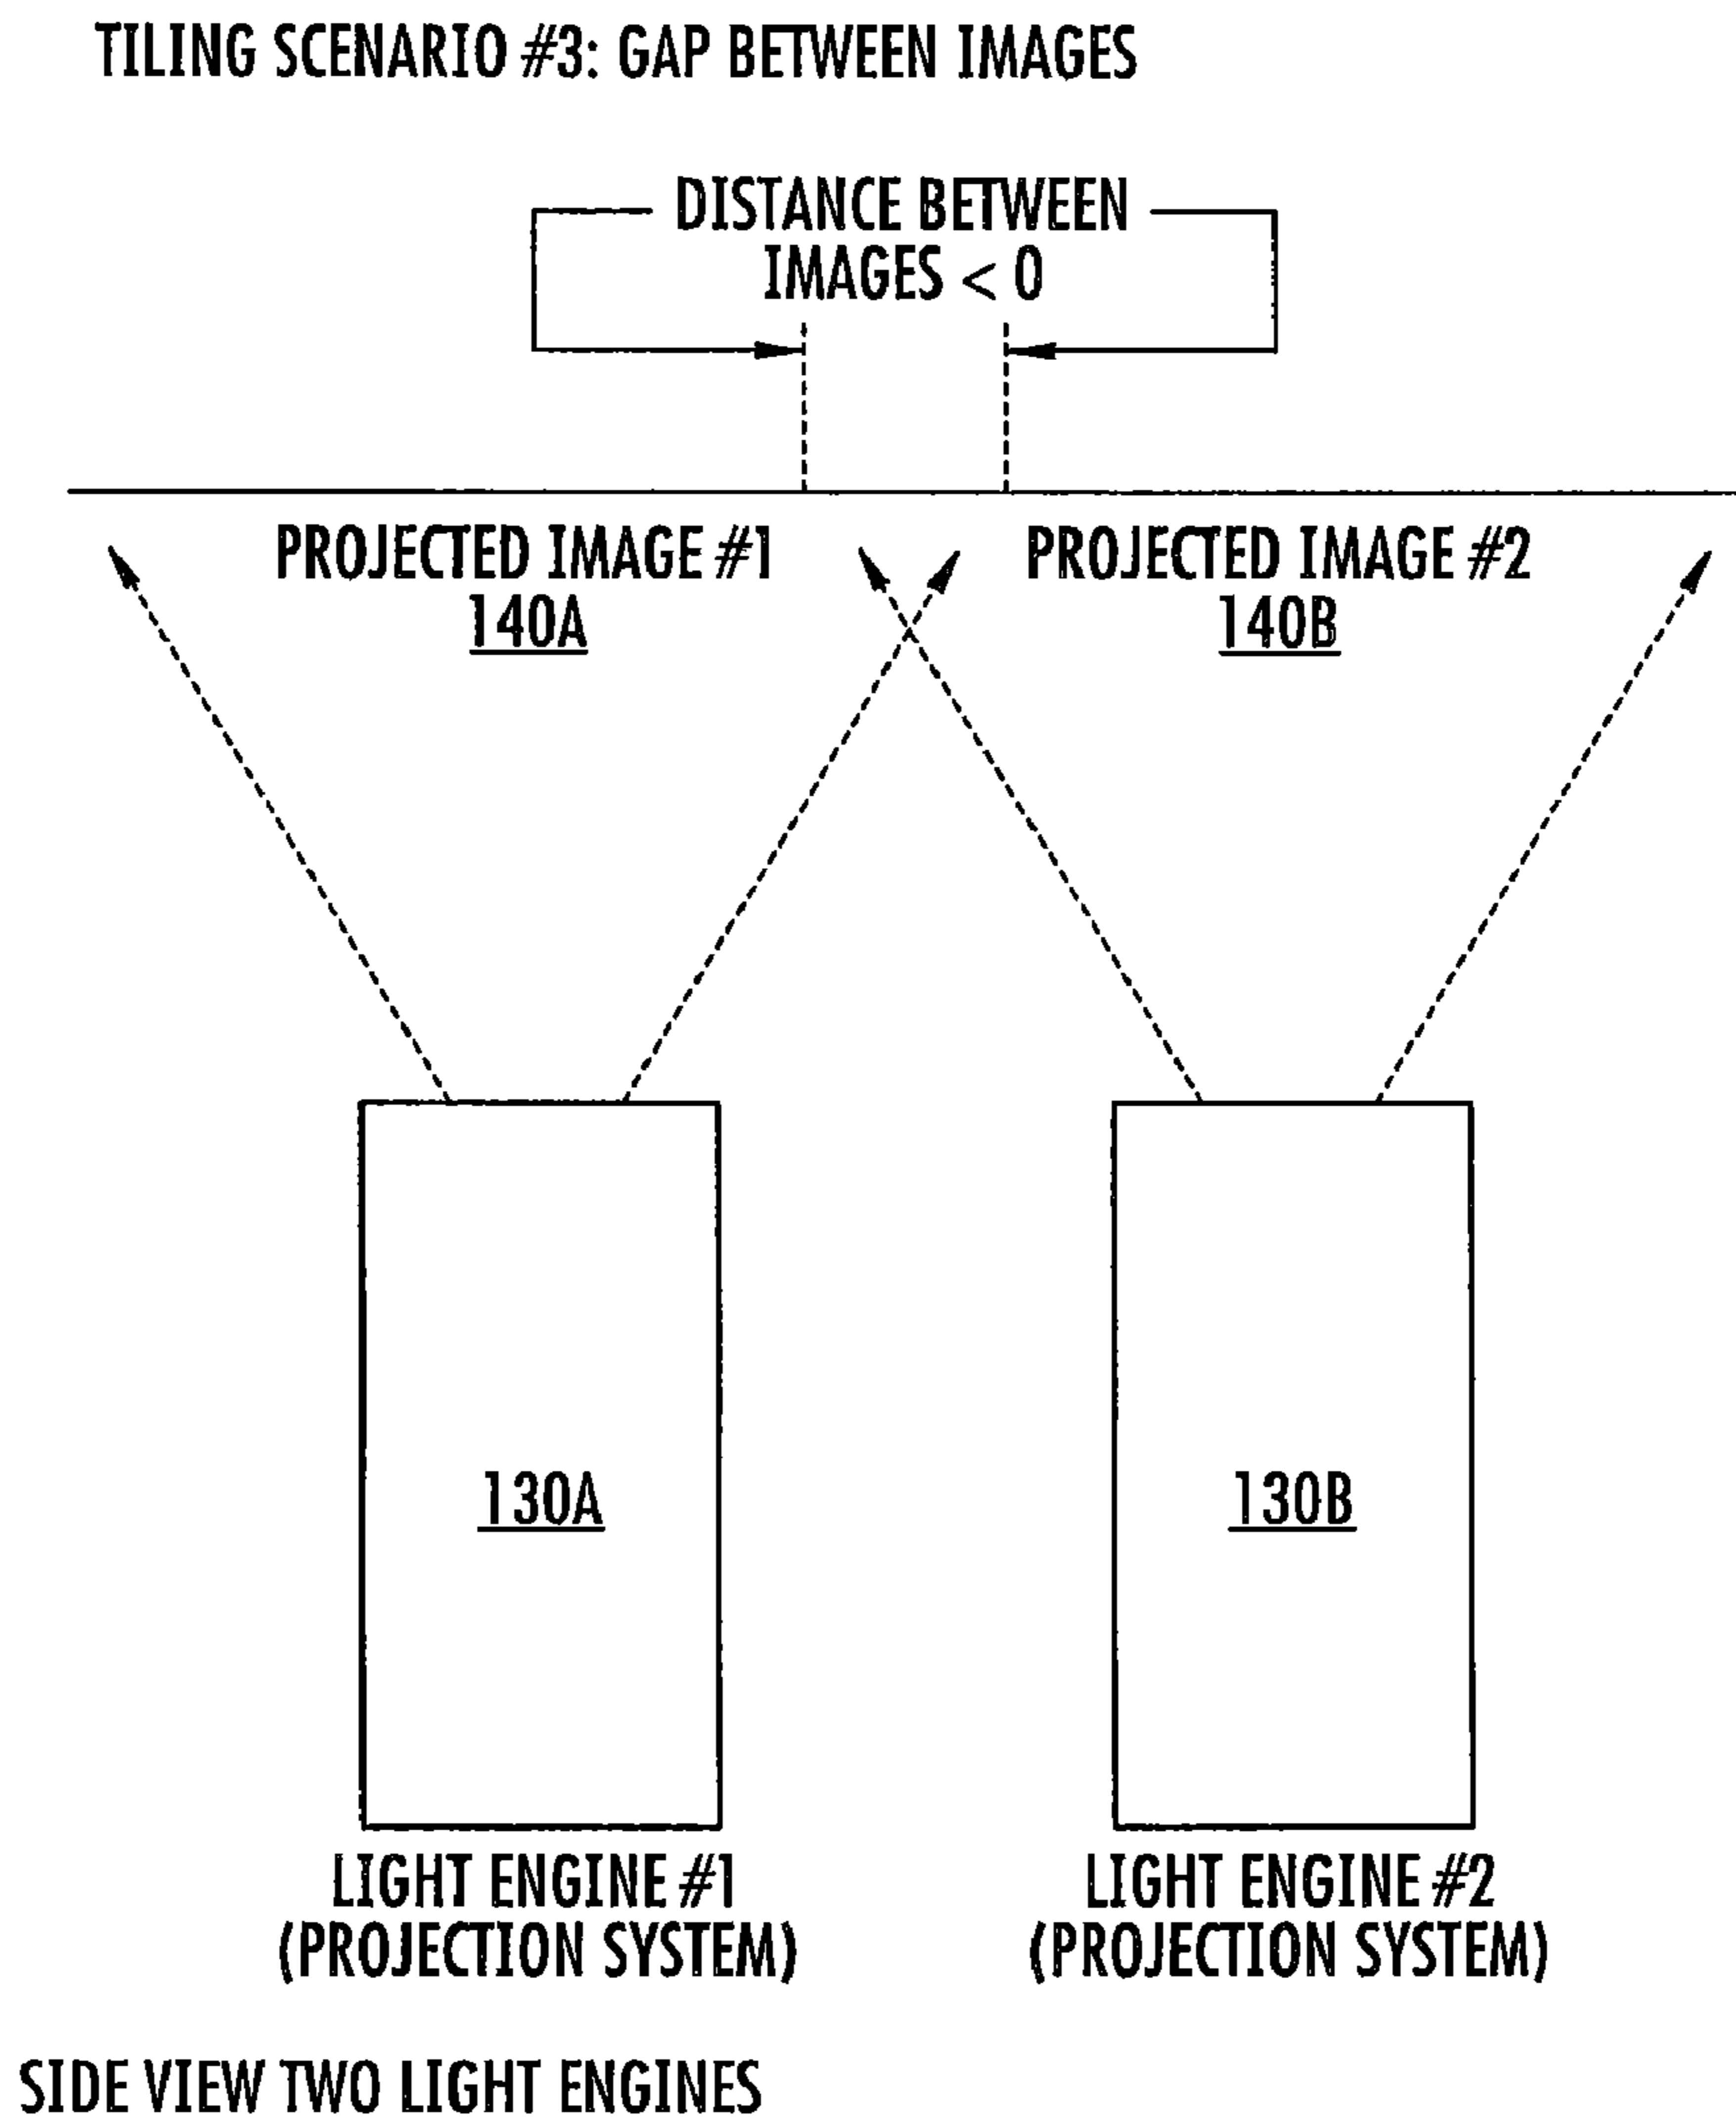 TILING SCENARIO #3: GAP BETWEEN IMAGES
DISTANCE BETWEEN
IMAGES < 0
PROJECTED IMAGE #1
140A
PROJECTED IMAGE #2
140B
130A
130B
LIGHT ENGINE #1
(PROJECTION SYSTEM)
LIGHT ENGINE #2
(PROJECTION SYSTEM)
SIDE VIEW TWO LIGHT ENGINES